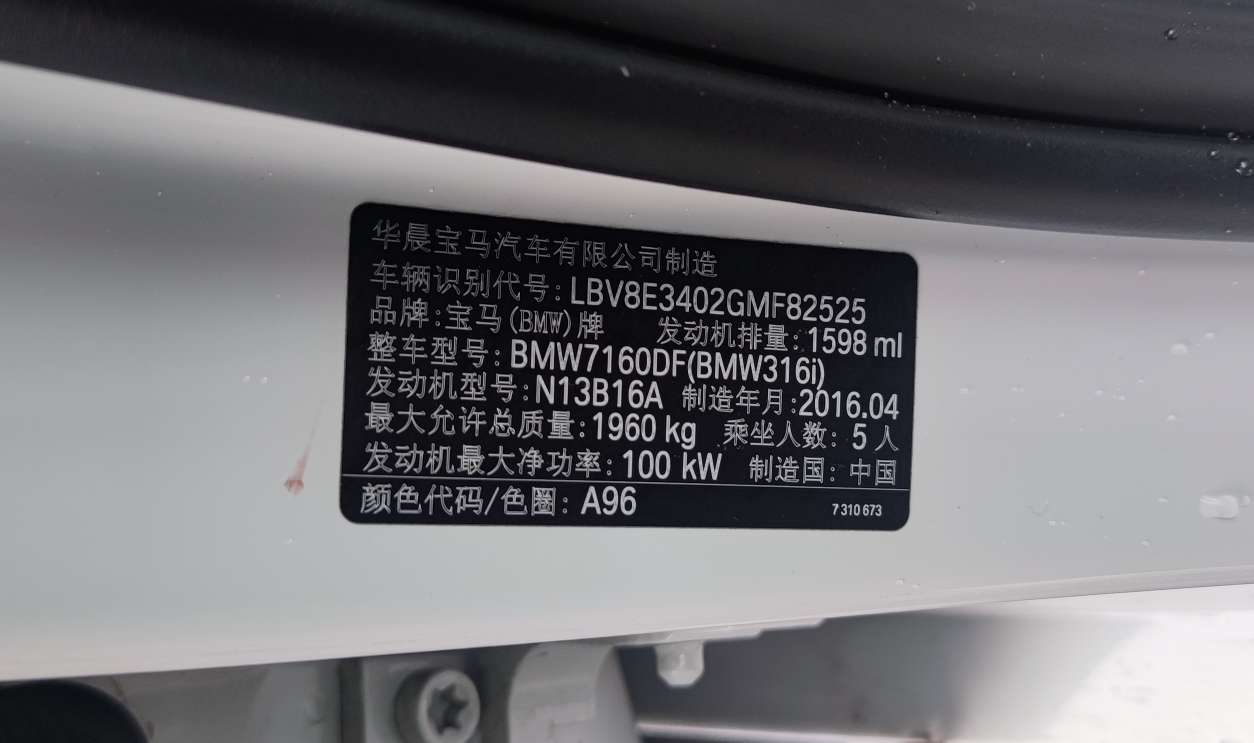 华晨宝马汽车有限公司制造
车辆识别代号:LBV8E3402GMF82525
品牌:宝马(BMW)牌 发动机排量:1598 ml
整车型号:BMW7160DF(BMW316i)
发动机型号:N13B16A 制造年月:2016.04
最大允许总质量:1960 kg 乘坐人数:5人
发动机最大净功率:100 kW 制造国:中国
颜色代码/色圈:A96 7 310 673